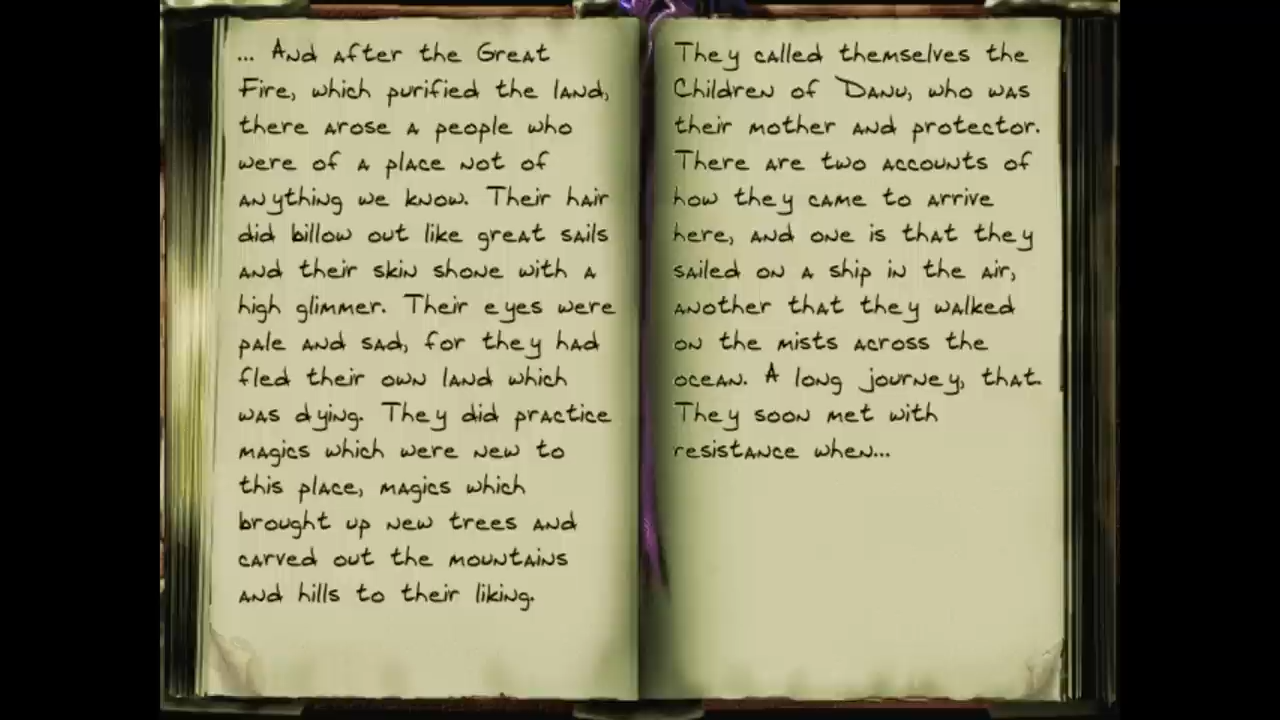 ... And after the Great
Fire, which purified the land,
there arose a people who
were of a place not of
anything we know. Their hair
did billow out like great sails
and their skin shone with a
high glimmer. Their eyes were
pale and sad, for they had
fled their own land which
was dying. They did practice
magics which were new to
this place, magics which
brought up new trees and
carved out the mountains
and hills to their liking.
They called themselves the
Children of Danu, who was
their mother and protector.
There are two accounts of
how they came to arrive
here, and one is that they
sailed on a ship in the air,
another that they walked
on the mists across the
ocean. A long journey, that.
They soon met with
resistance when...